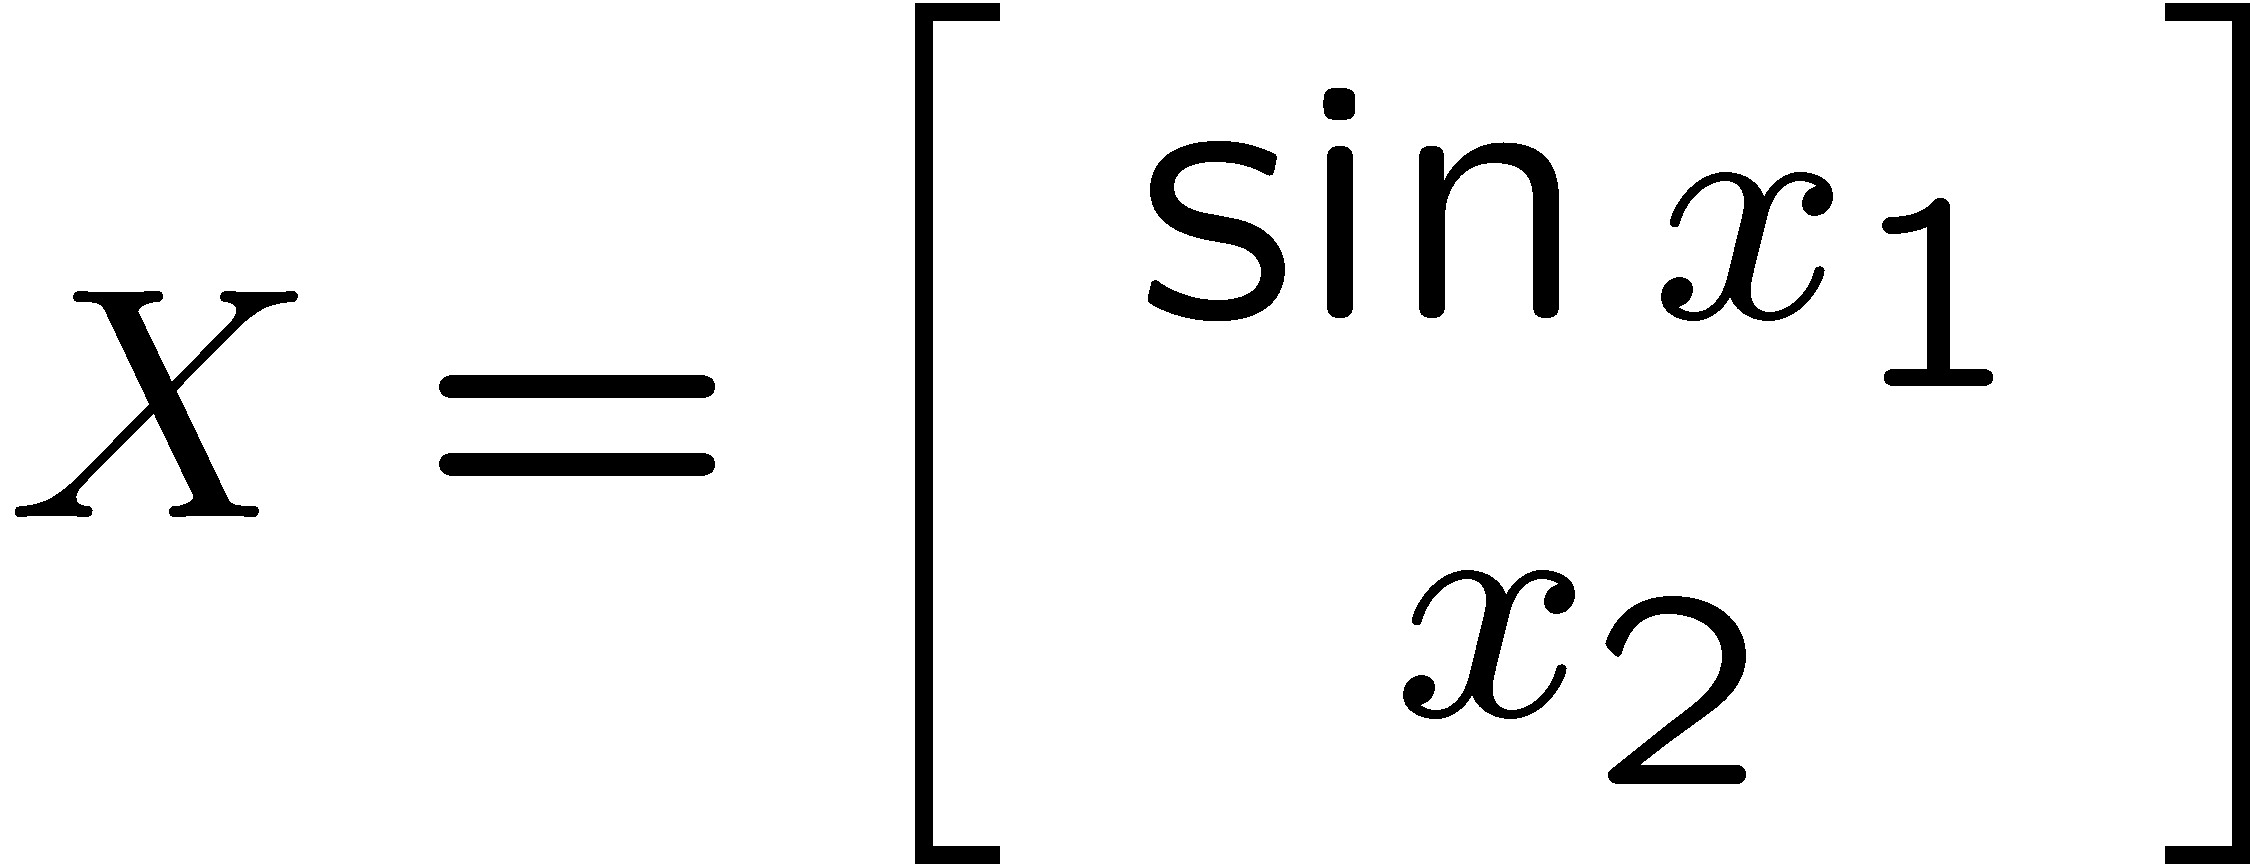 X = [ sin x₁
x₂ ]